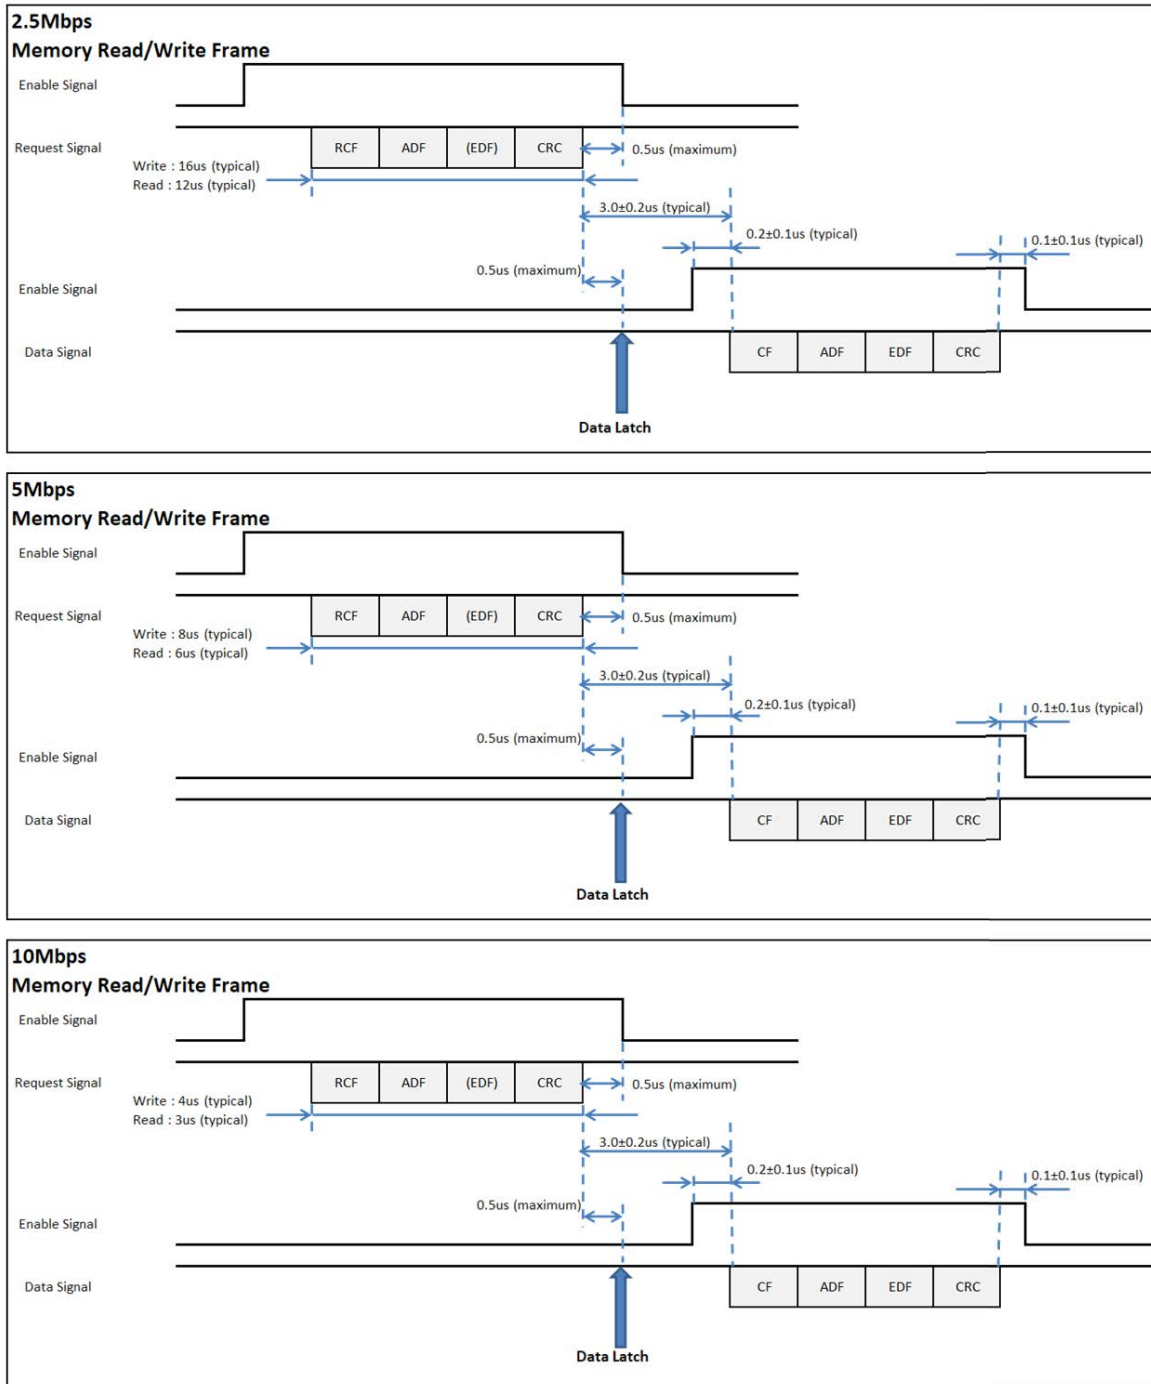 2.5Mbps
Memory Read/Write Frame
Enable Signal
Request Signal
RCF
ADF
(EDF)
CRC
0.5us (maximum)
Write : 16us (typical)
Read : 12us (typical)
3.0±0.2us (typical)
0.2±0.1us (typical)
0.1±0.1us (typical)
0.5us (maximum)
Enable Signal
Data Signal
CF
ADF
EDF
CRC
Data Latch
5Mbps
Memory Read/Write Frame
Enable Signal
Request Signal
RCF
ADF
(EDF)
CRC
0.5us (maximum)
Write : 8us (typical)
Read : 6us (typical)
3.0±0.2us (typical)
0.2±0.1us (typical)
0.1±0.1us (typical)
0.5us (maximum)
Enable Signal
Data Signal
CF
ADF
EDF
CRC
Data Latch
10Mbps
Memory Read/Write Frame
Enable Signal
Request Signal
RCF
ADF
(EDF)
CRC
0.5us (maximum)
Write : 4us (typical)
Read : 3us (typical)
3.0±0.2us (typical)
0.2±0.1us (typical)
0.1±0.1us (typical)
0.5us (maximum)
Enable Signal
Data Signal
CF
ADF
EDF
CRC
Data Latch